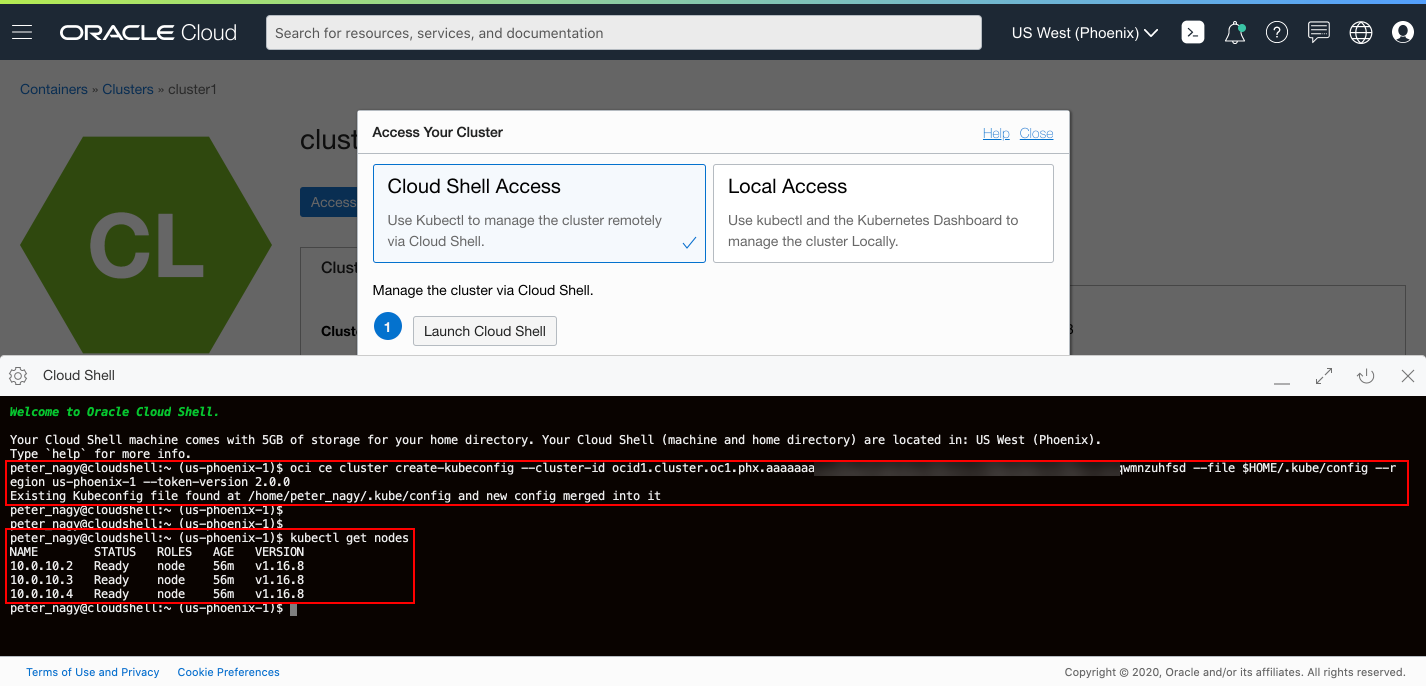 ORACLE Cloud
Search for resources, services, and documentation
US West (Phoenix)
Containers » Clusters » cluster1
CL
clust
Access
Clust
Cluste
Access Your Cluster
Help Close
Cloud Shell Access
Use Kubectl to manage the cluster remotely
via Cloud Shell.
Local Access
Use kubectl and the Kubernetes Dashboard to
manage the cluster Locally.
Manage the cluster via Cloud Shell.
1
Launch Cloud Shell
Cloud Shell
Welcome to Oracle Cloud Shell.
Your Cloud Shell machine comes with 5GB of storage for your home directory. Your Cloud Shell (machine and home directory) are located in: US West (Phoenix).
Type `help` for more info.
peter_nagy@cloudshell:~ (us-phoenix-1)$ oci ce cluster create-kubeconfig --cluster-id ocid1.cluster.oc1.phx.aaaaaaa qwmnzuhfsd --file $HOME/.kube/config --r
egion us-phoenix-1 --token-version 2.0.0
Existing Kubeconfig file found at /home/peter_nagy/.kube/config and new config merged into it
peter_nagy@cloudshell:~ (us-phoenix-1)$
peter_nagy@cloudshell:~ (us-phoenix-1)$
peter_nagy@cloudshell:~ (us-phoenix-1)$ kubectl get nodes
NAME STATUS ROLES AGE VERSION
10.0.10.2 Ready node 56m v1.16.8
10.0.10.3 Ready node 56m v1.16.8
10.0.10.4 Ready node 56m v1.16.8
peter_nagy@cloudshell:~ (us-phoenix-1)$
Terms of Use and Privacy Cookie Preferences
Copyright © 2020, Oracle and/or its affiliates. All rights reserved.